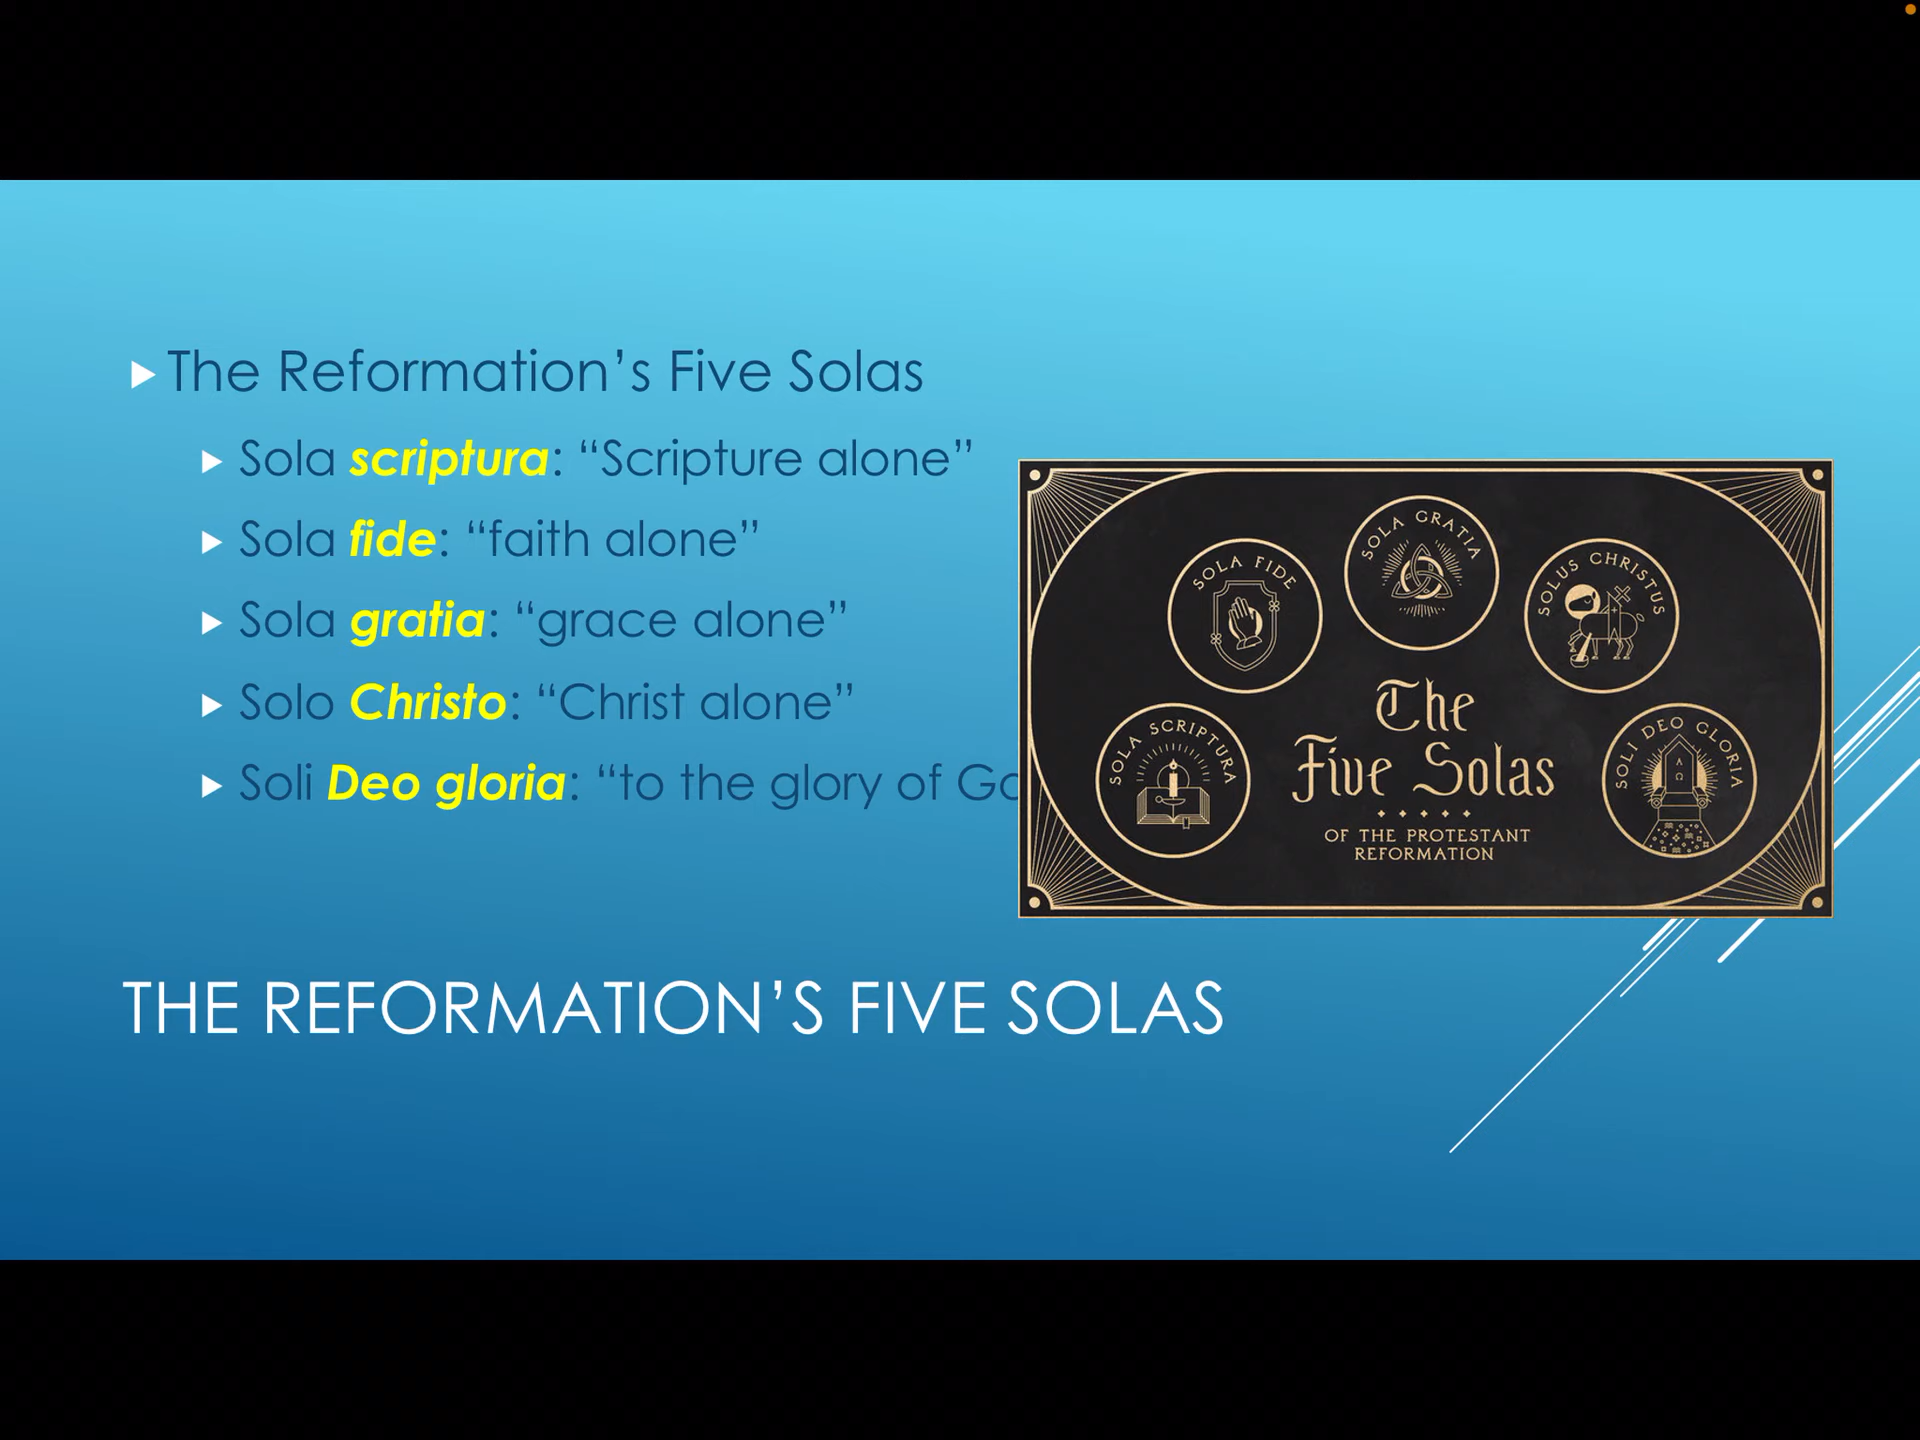 The Reformation’s Five Solas
Sola scriptura: “Scripture alone”
Sola fide: “faith alone”
Sola gratia: “grace alone”
Solo Christo: “Christ alone”
Soli Deo gloria: “to the glory of
SOLA GRATIA
SOLA FIDE
SOLUS CHRISTUS
SOLA SCRIPTURA
SOLI DEO GLORIA
The
Five Solas
OF THE PROTESTANT
REFORMATION
THE REFORMATION’S FIVE SOLAS